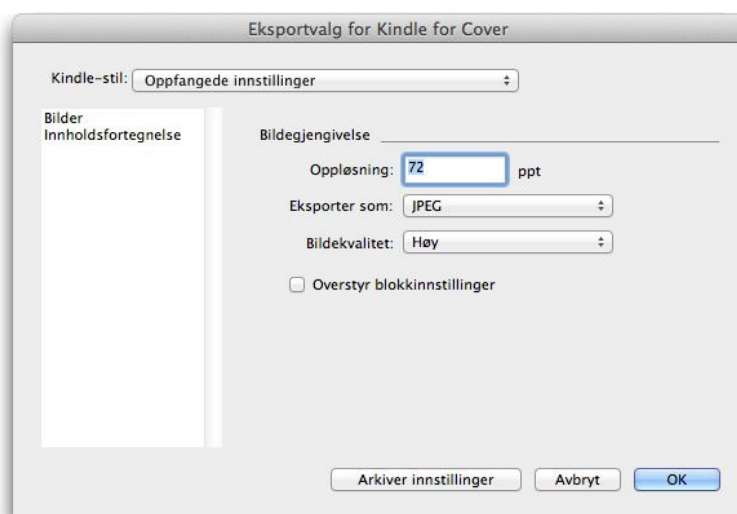 Eksportvalg for Kindle for Cover
Kindle-stil: Oppfangede innstillinger
Bilder
Innholdsfortegnelse
Bildegjengivelse
Oppløsning: 72 ppt
Eksporter som: JPEG
Bildekvalitet: Høy
Overstyr blokkinnstillinger
Arkiver innstillinger Avbryt OK